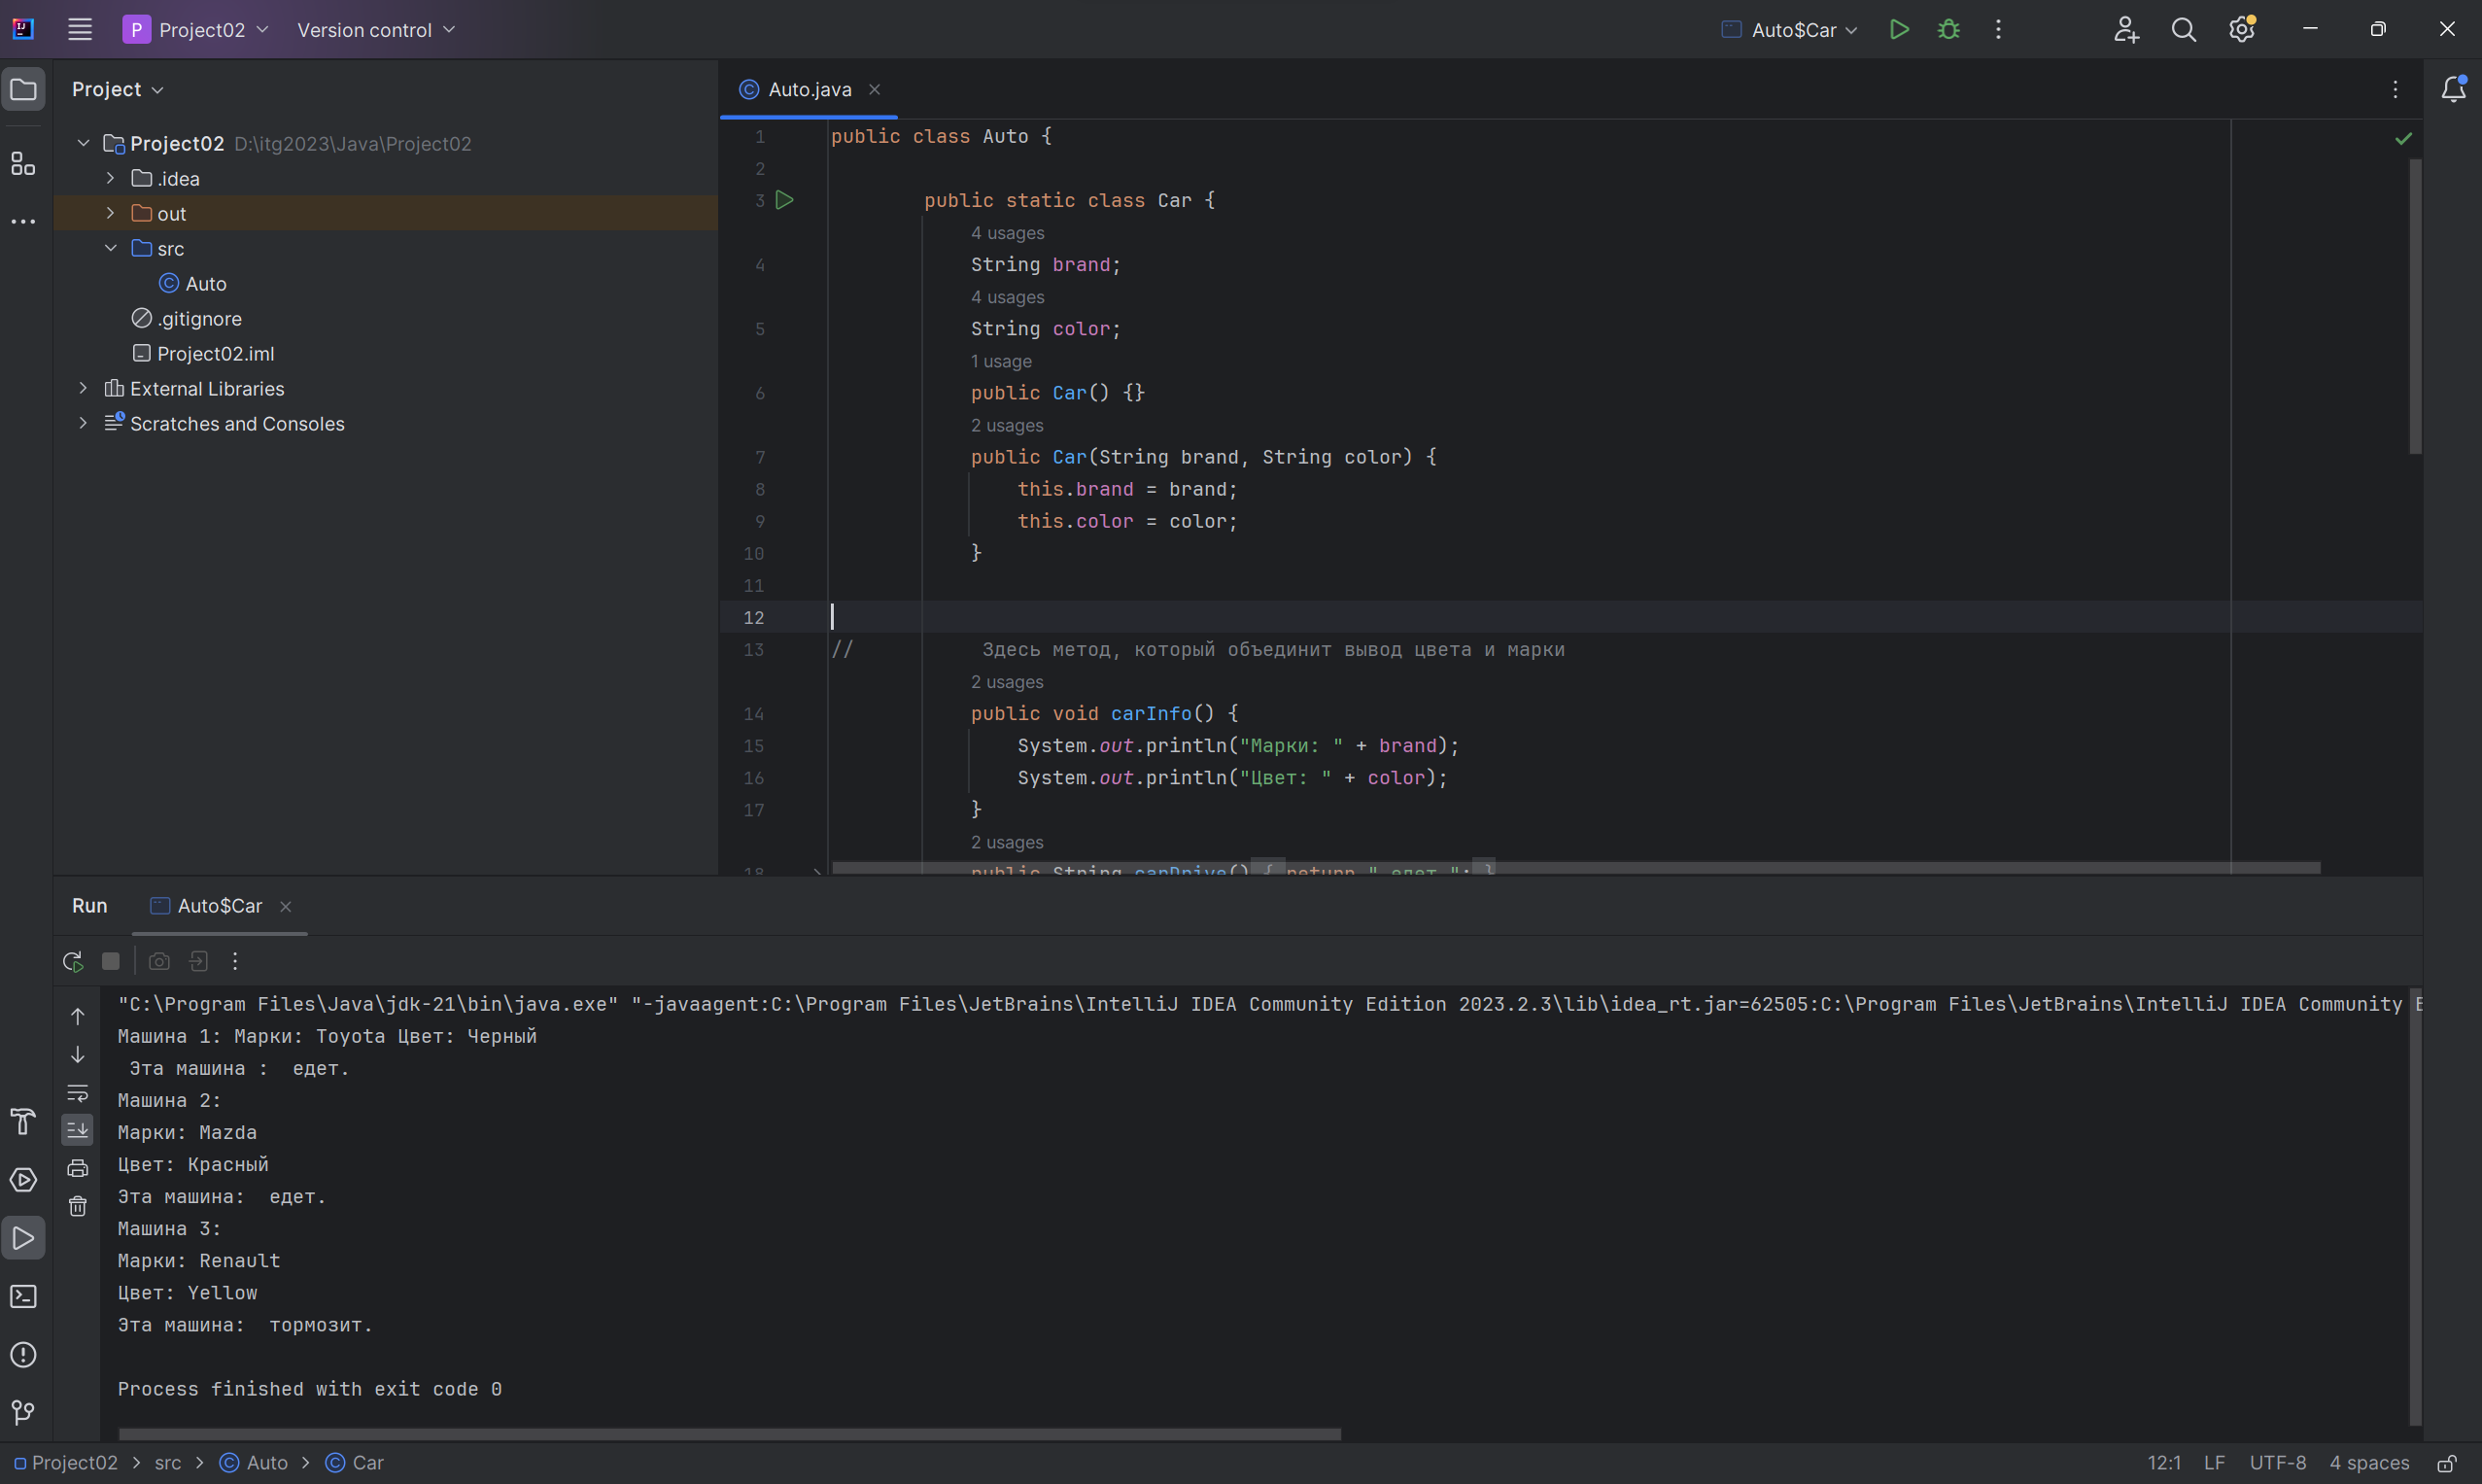 P Project02 Version control Auto$Car
Project
Project02 D:\itg2023\Java\Project02
.idea
out
src
Auto
.gitignore
Project02.iml
External Libraries
Scratches and Consoles
Auto.java
1 public class Auto {
2
3 public static class Car {
4 usages
4 String brand;
4 usages
5 String color;
1 usage
6 public Car() {}
2 usages
7 public Car(String brand, String color) {
8 this.brand = brand;
9 this.color = color;
10 }
11
12
13 // Здесь метод, который объединит вывод цвета и марки
2 usages
14 public void carInfo() {
15 System.out.println("Марки: " + brand);
16 System.out.println("Цвет: " + color);
17 }
2 usages
18 public String carDrive() { return " едет."; }
Run Auto$Car
"C:\Program Files\Java\jdk-21\bin\java.exe" "-javaagent:C:\Program Files\JetBrains\IntelliJ IDEA Community Edition 2023.2.3\lib\idea_rt.jar=62505:C:\Program Files\JetBrains\IntelliJ IDEA Community E
Машина 1: Марки: Toyota Цвет: Черный
Эта машина :  едет.
Машина 2:
Марки: Mazda
Цвет: Красный
Эта машина:  едет.
Машина 3:
Марки: Renault
Цвет: Yellow
Эта машина:  тормозит.
Process finished with exit code 0
Project02 > src > Auto > Car 12:1 LF UTF-8 4 spaces